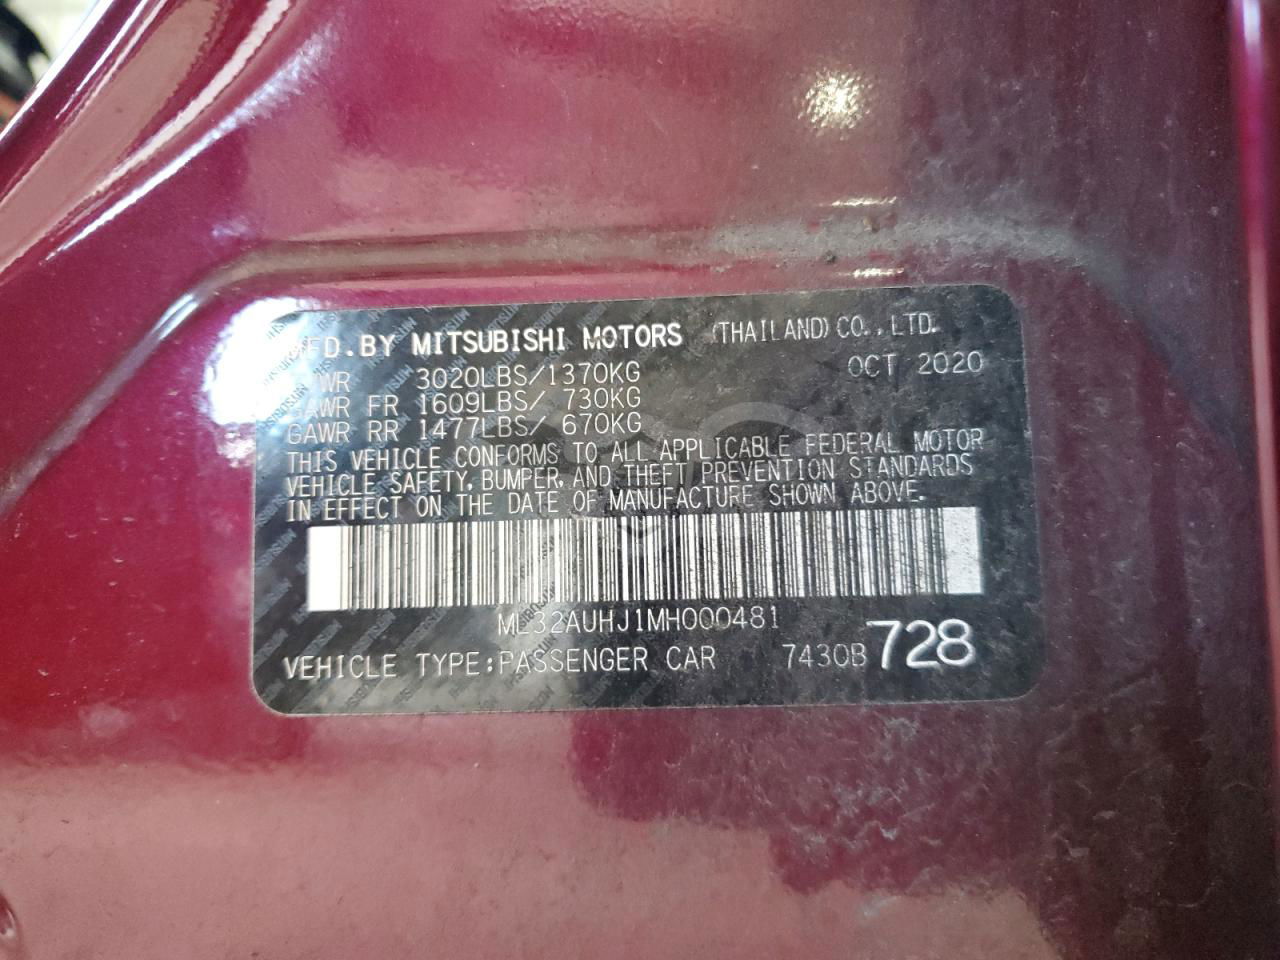 MFD.BY MITSUBISHI MOTORS (THAILAND) CO.,LTD.
GVWR 3020LBS/1370KG OCT 2020
GAWR FR 1609LBS/ 730KG
GAWR RR 1477LBS/ 670KG
THIS VEHICLE CONFORMS TO ALL APPLICABLE FEDERAL MOTOR
VEHICLE SAFETY, BUMPER, AND THEFT PREVENTION STANDARDS
IN EFFECT ON THE DATE OF MANUFACTURE SHOWN ABOVE.
ML32AUHJ1MH000481
VEHICLE TYPE:PASSENGER CAR 7430B 728